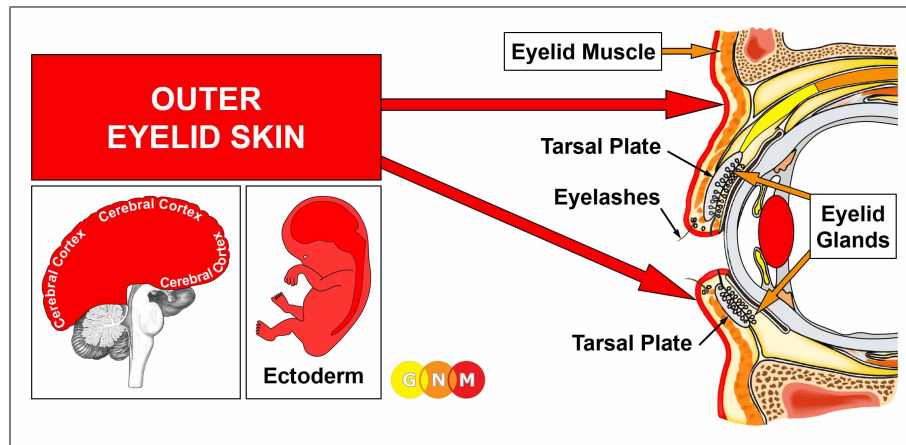 OUTER
EYELID SKIN
Eyelid Muscle
Tarsal Plate
Eyelashes
Eyelid
Glands
Tarsal Plate
Cerebral Cortex
Cerebral Cortex
Cerebral Cortex
Cerebral Cortex
Ectoderm
G N M